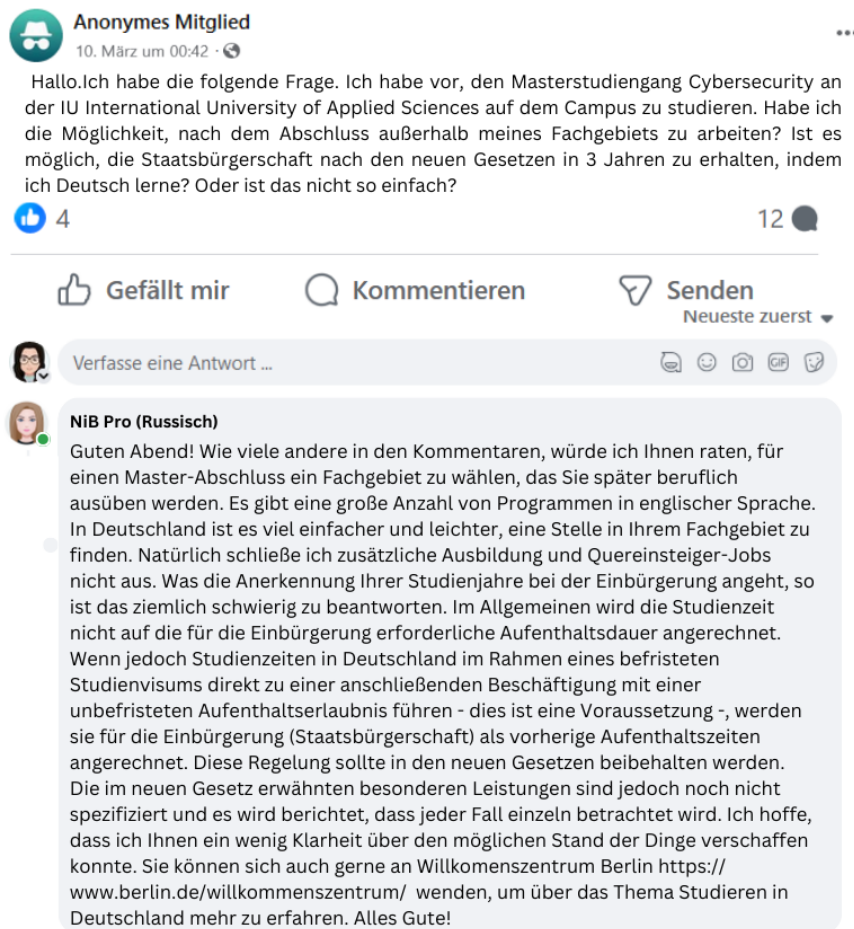 Anonymes Mitglied
10. März um 00:42 ·
Hallo.Ich habe die folgende Frage. Ich habe vor, den Masterstudiengang Cybersecurity an
der IU International University of Applied Sciences auf dem Campus zu studieren. Habe ich
die Möglichkeit, nach dem Abschluss außerhalb meines Fachgebiets zu arbeiten? Ist es
möglich, die Staatsbürgerschaft nach den neuen Gesetzen in 3 Jahren zu erhalten, indem
ich Deutsch lerne? Oder ist das nicht so einfach?
4 12
Gefällt mir Kommentieren Senden
Neueste zuerst
Verfasse eine Antwort ...
GIF
NiB Pro (Russisch)
Guten Abend! Wie viele andere in den Kommentaren, würde ich Ihnen raten, für
einen Master-Abschluss ein Fachgebiet zu wählen, das Sie später beruflich
ausüben werden. Es gibt eine große Anzahl von Programmen in englischer Sprache.
In Deutschland ist es viel einfacher und leichter, eine Stelle in Ihrem Fachgebiet zu
finden. Natürlich schließe ich zusätzliche Ausbildung und Quereinsteiger-Jobs
nicht aus. Was die Anerkennung Ihrer Studienjahre bei der Einbürgerung angeht, so
ist das ziemlich schwierig zu beantworten. Im Allgemeinen wird die Studienzeit
nicht auf die für die Einbürgerung erforderliche Aufenthaltsdauer angerechnet.
Wenn jedoch Studienzeiten in Deutschland im Rahmen eines befristeten
Studienvisums direkt zu einer anschließenden Beschäftigung mit einer
unbefristeten Aufenthaltserlaubnis führen - dies ist eine Voraussetzung -, werden
sie für die Einbürgerung (Staatsbürgerschaft) als vorherige Aufenthaltszeiten
angerechnet. Diese Regelung sollte in den neuen Gesetzen beibehalten werden.
Die im neuen Gesetz erwähnten besonderen Leistungen sind jedoch noch nicht
spezifiziert und es wird berichtet, dass jeder Fall einzeln betrachtet wird. Ich hoffe,
dass ich Ihnen ein wenig Klarheit über den möglichen Stand der Dinge verschaffen
konnte. Sie können sich auch gerne an Willkomenszentrum Berlin https://
www.berlin.de/willkommenszentrum/ wenden, um über das Thema Studieren in
Deutschland mehr zu erfahren. Alles Gute!